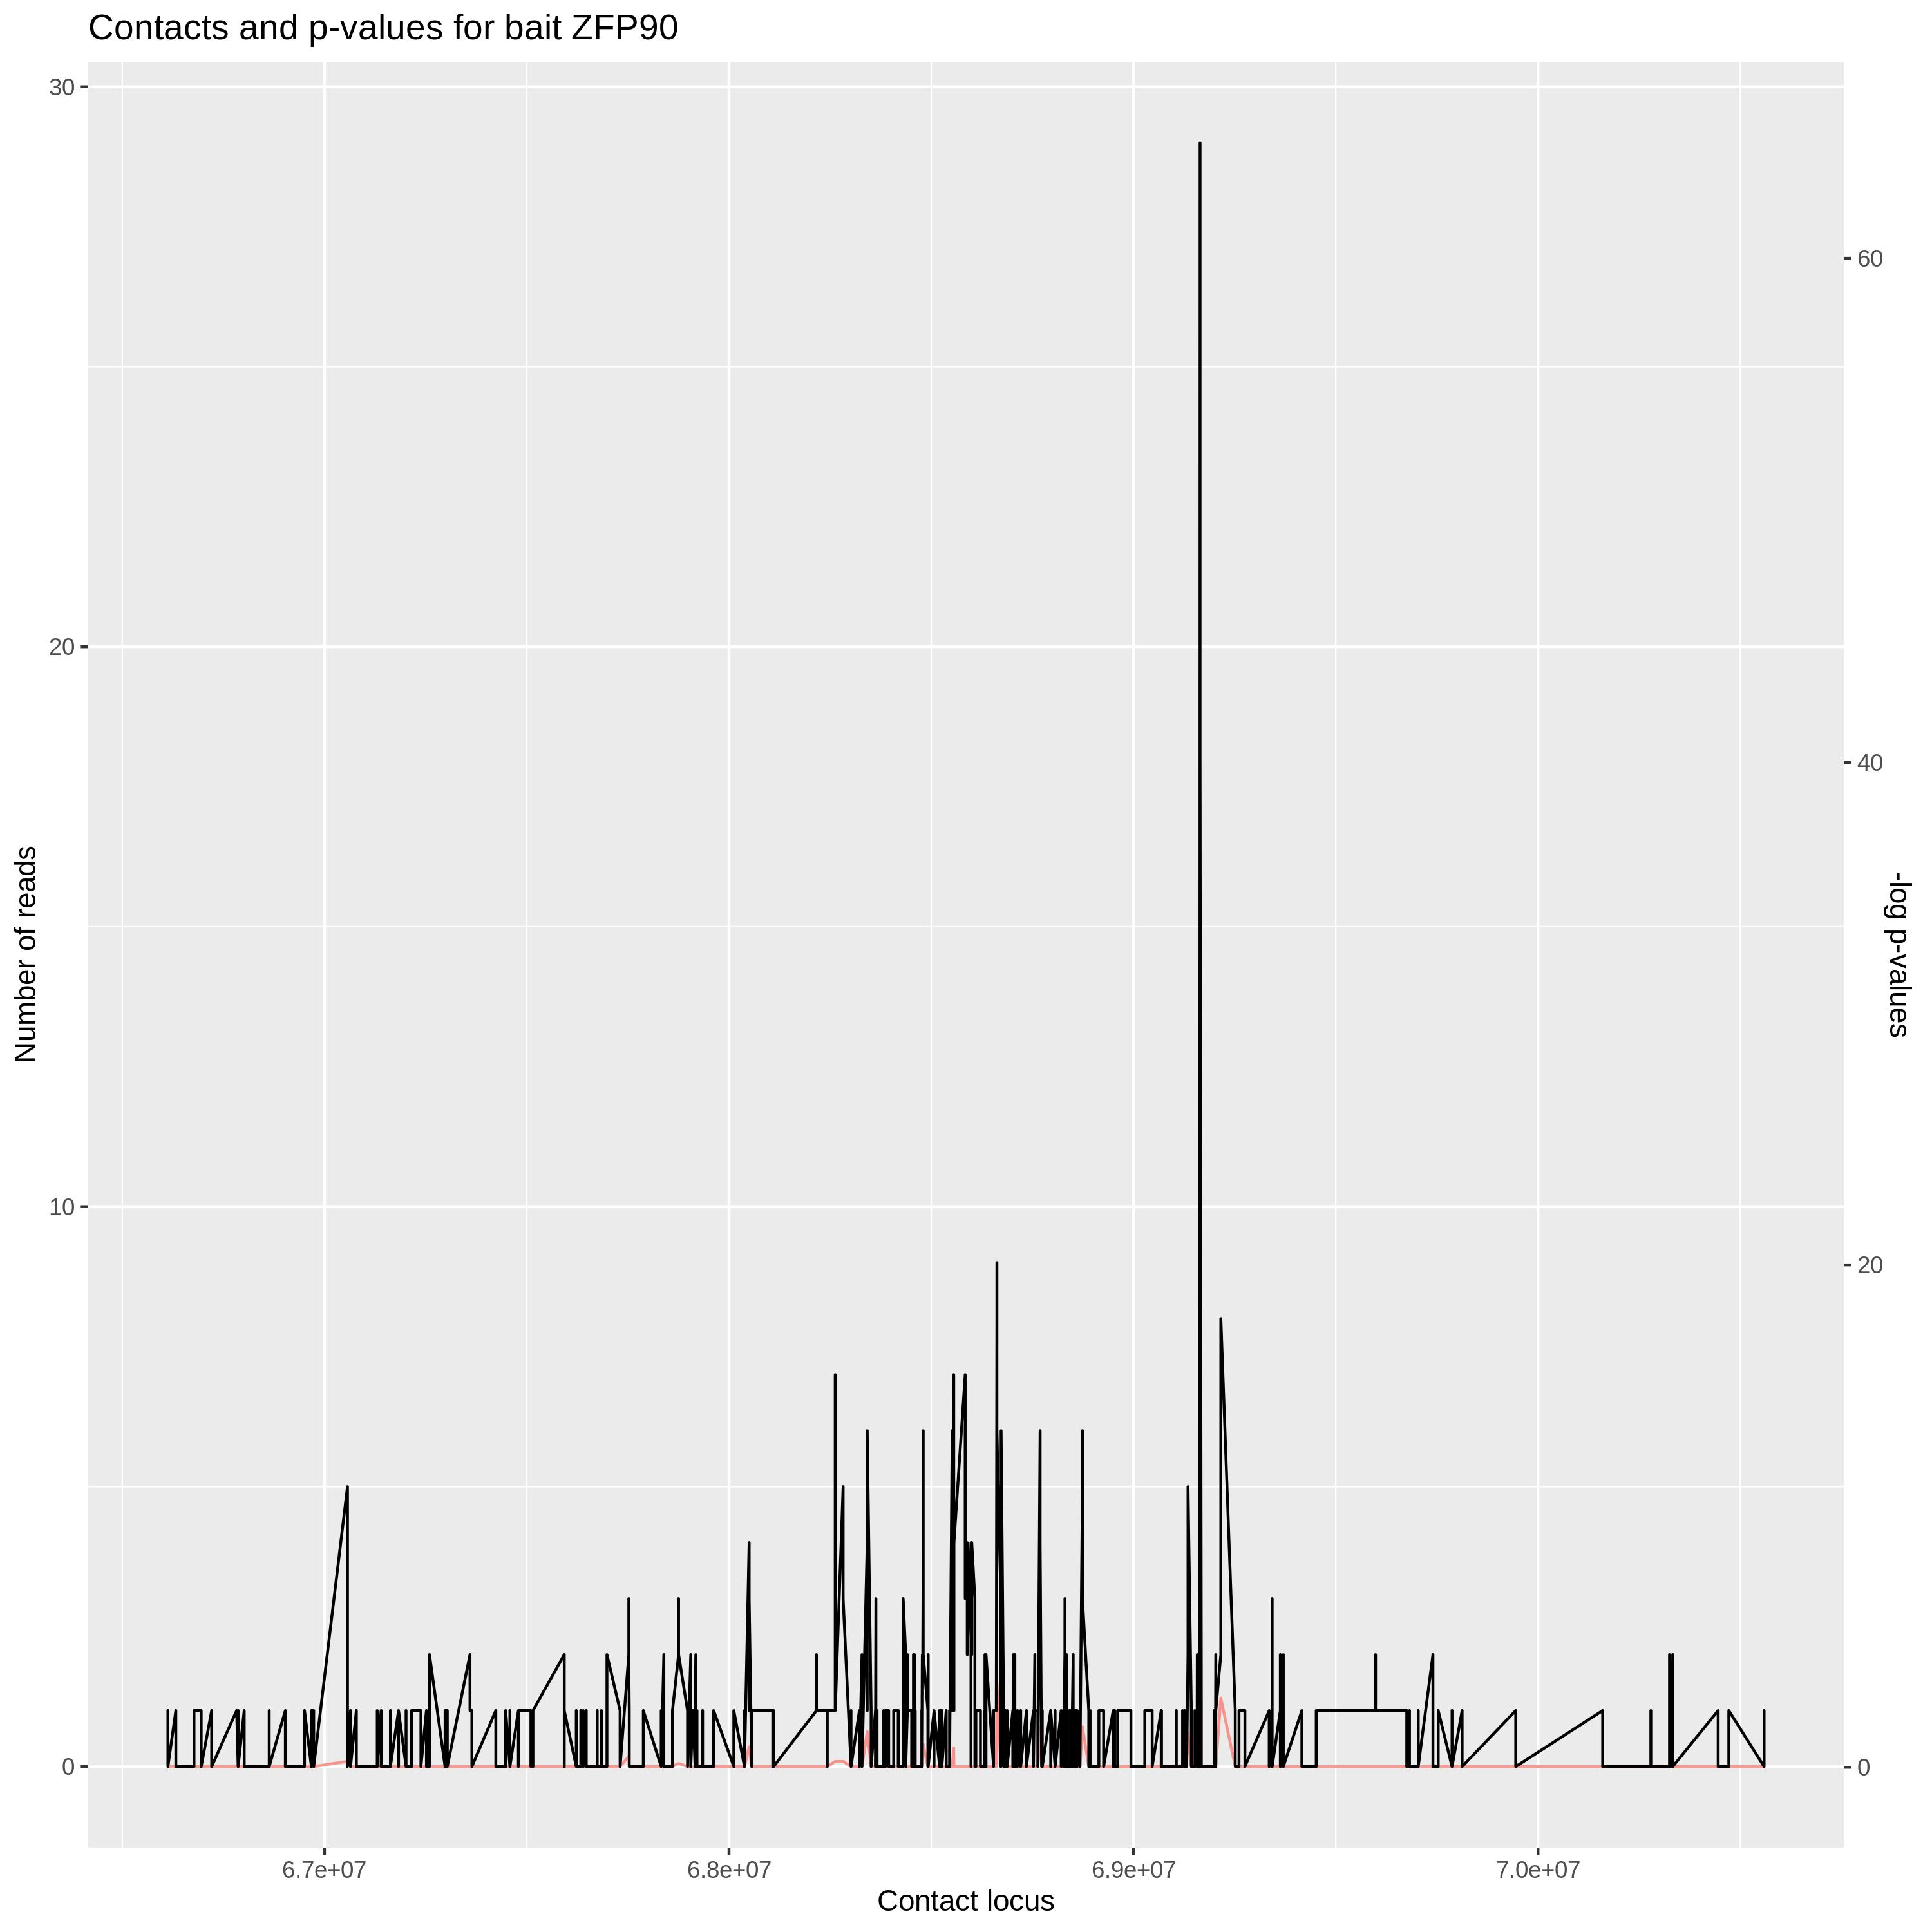 Contacts and p-values for bait ZFP90
30
20
10
0
Number of reads
60
40
20
0
-log p-values
6.7e+07 6.8e+07 6.9e+07 7.0e+07
Contact locus